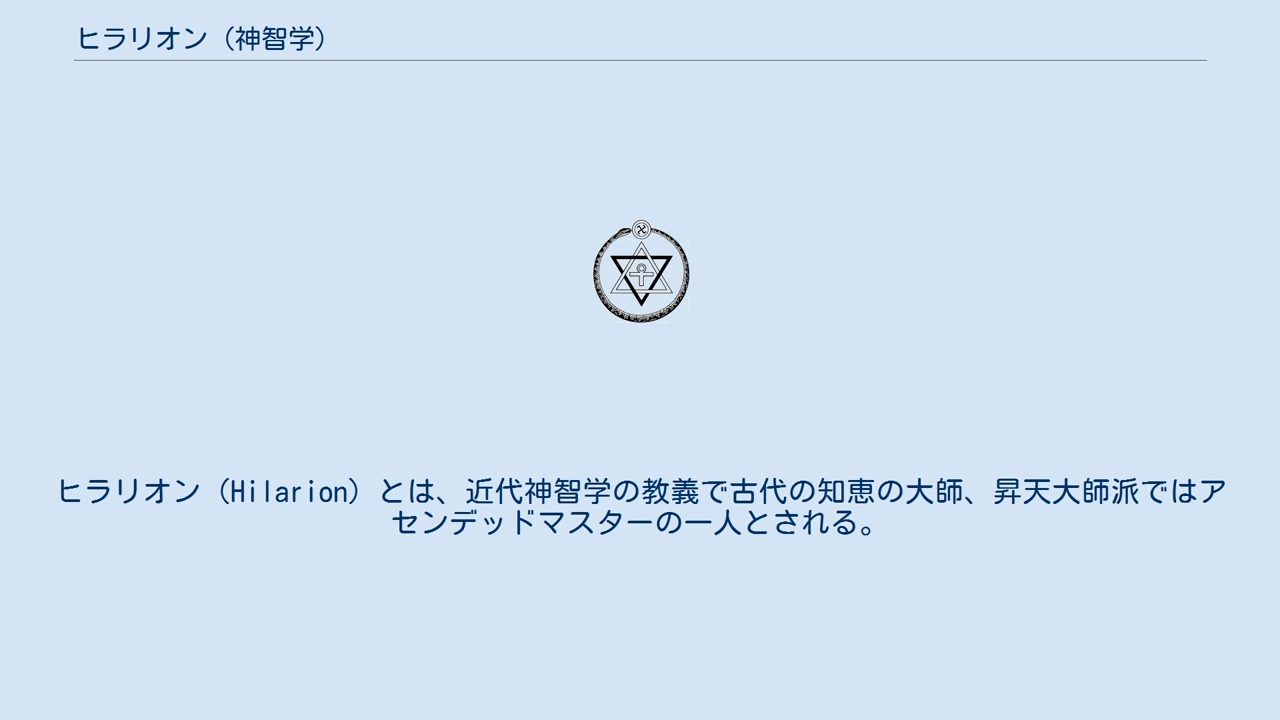 ヒラリオン（神智学）
ヒラリオン（Hilarion）とは、近代神智学の教義で古代の知恵の大師、昇天大師派ではア
センデッドマスターの一人とされる。